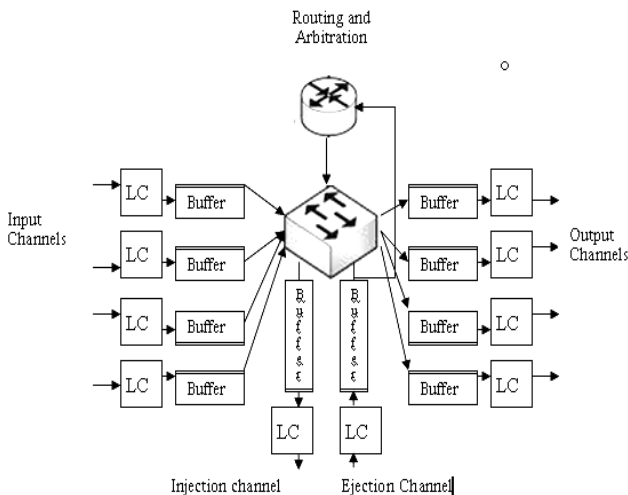 Routing and
Arbitration
Input
Channels
LC
Buffer
LC
Buffer
LC
Buffer
LC
Buffer
Buffer
Buffer
LC
LC
Buffer
LC
Buffer
LC
Buffer
LC
Buffer
LC
Output
Channels
Injection channel
Ejection Channel